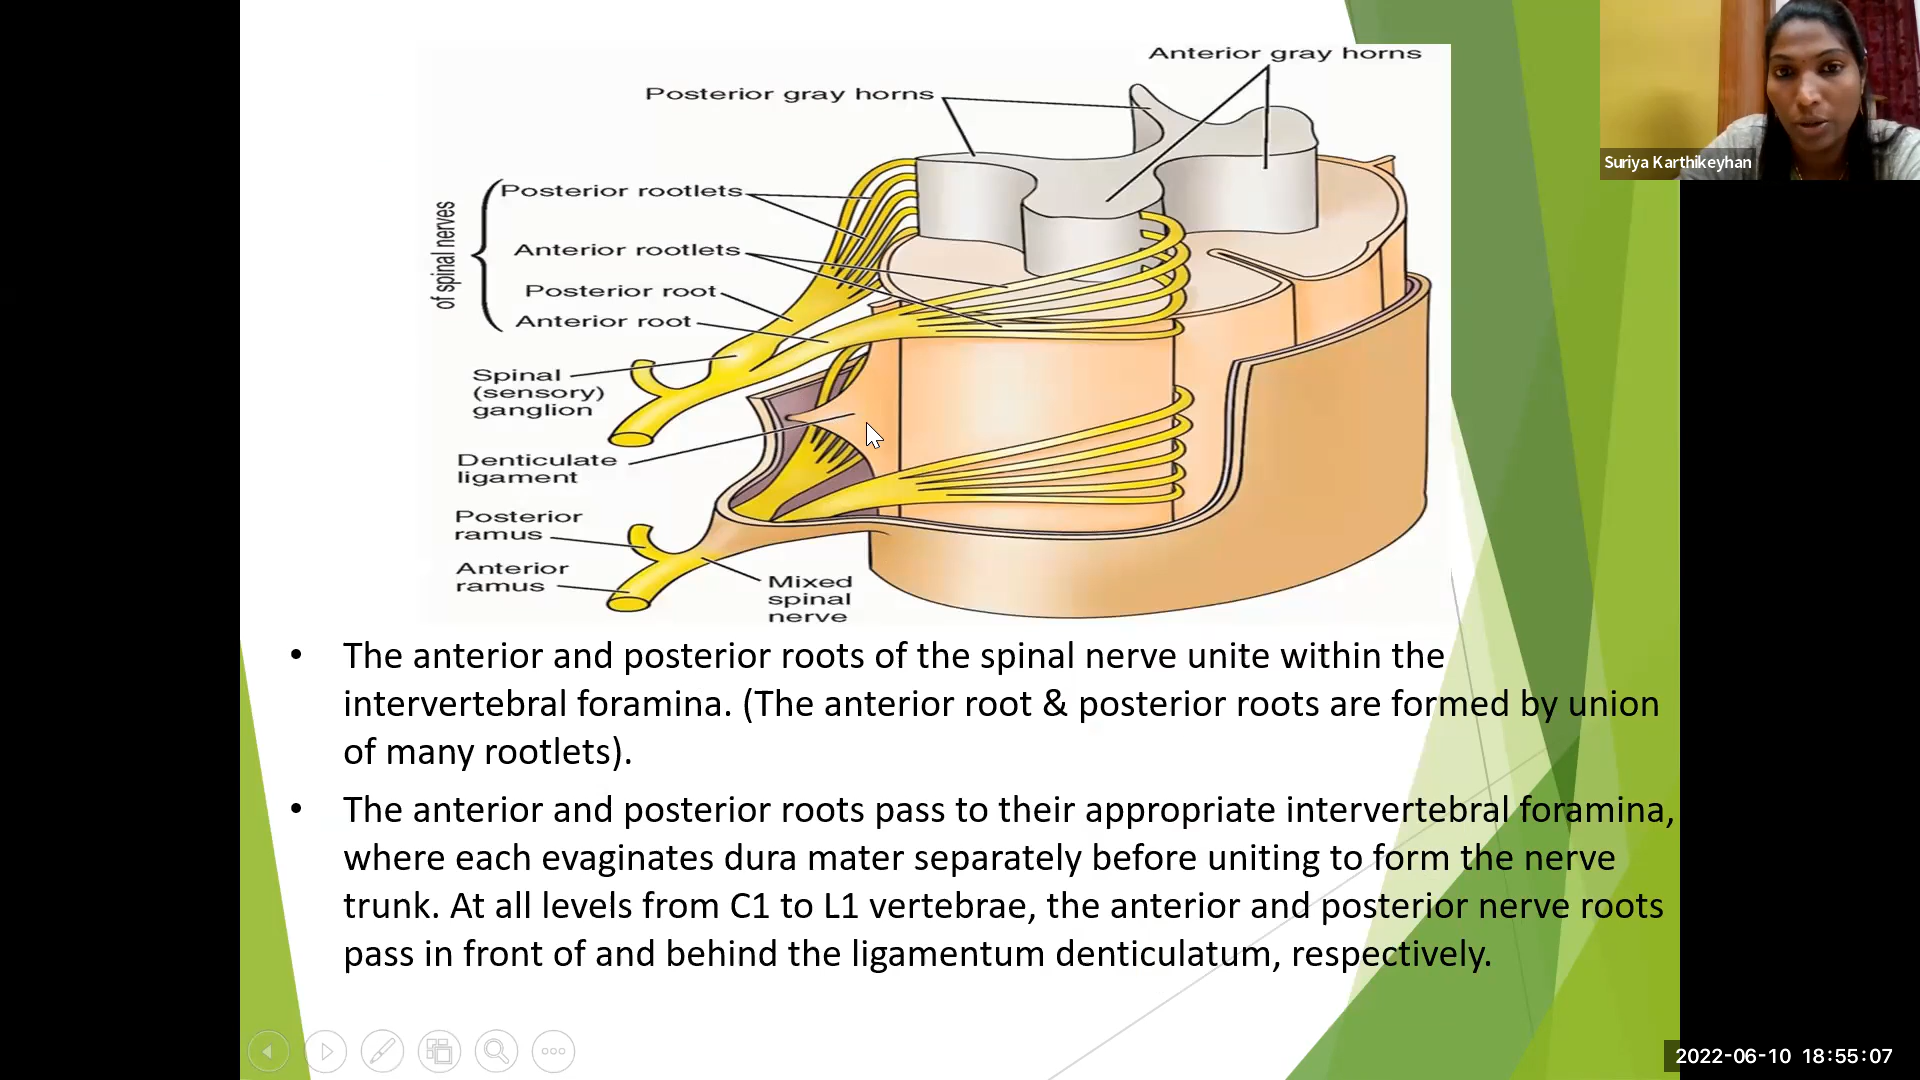 Anterior gray horns
Posterior gray horns
Suriya Karthikeyhan
of spinal nerves
Posterior rootlets
Anterior rootlets
Posterior root
Anterior root
Spinal
(sensory)
ganglion
Denticulate
ligament
Posterior
ramus
Anterior
ramus
Mixed
spinal
nerve
• The anterior and posterior roots of the spinal nerve unite within the
intervertebral foramina. (The anterior root & posterior roots are formed by union
of many rootlets).
• The anterior and posterior roots pass to their appropriate intervertebral foramina,
where each evaginates dura mater separately before uniting to form the nerve
trunk. At all levels from C1 to L1 vertebrae, the anterior and posterior nerve roots
pass in front of and behind the ligamentum denticulatum, respectively.
2022-06-10 18:55:07